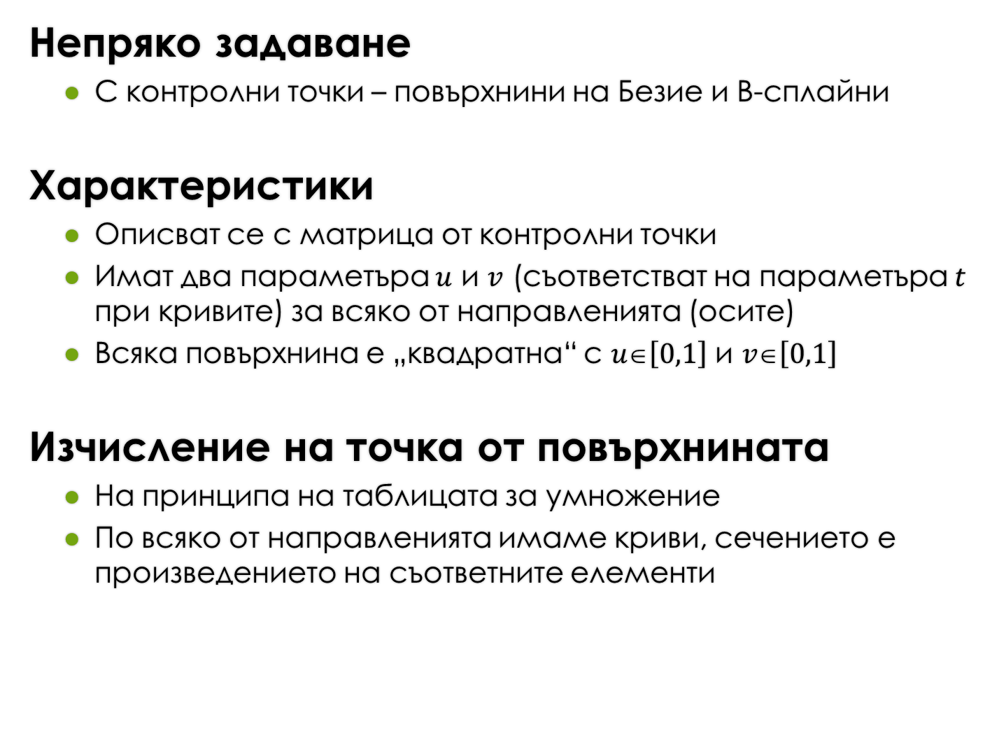 Непряко задаване
● С контролни точки – повърхнини на Безие и В-сплайни
Характеристики
● Описват се с матрица от контролни точки
● Имат два параметъра u и v (съответстват на параметъра t
при кривите) за всяко от направленията (осите)
● Всяка повърхнина е „квадратна“ с u∈[0,1] и v∈[0,1]
Изчисление на точка от повърхнината
● На принципа на таблицата за умножение
● По всяко от направленията имаме криви, сечението е
произведението на съответните елементи